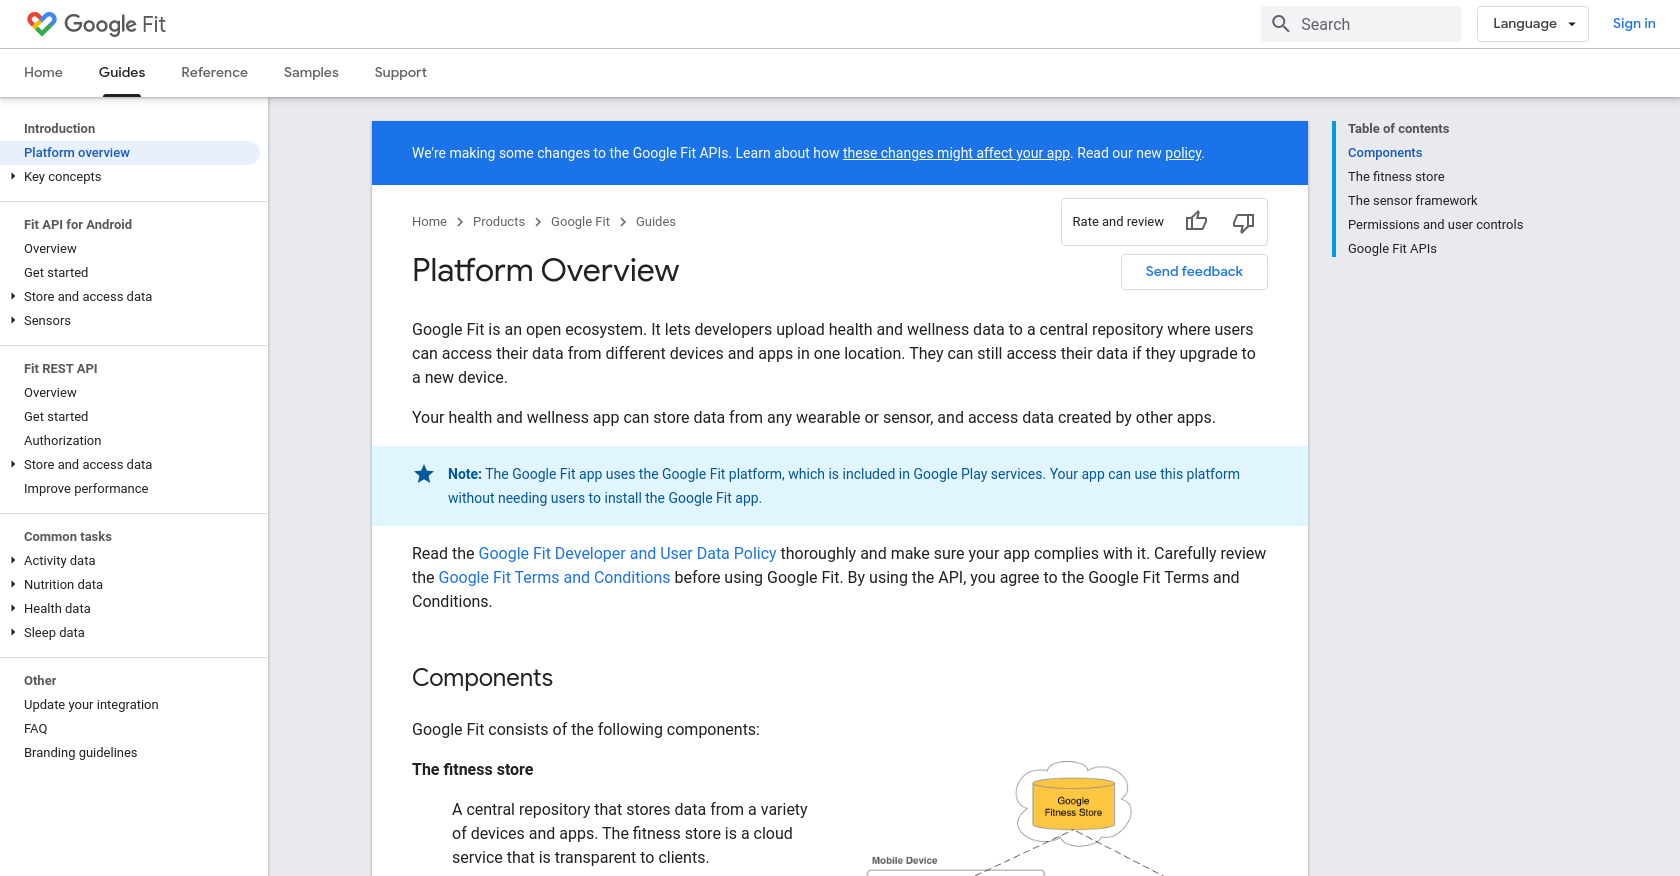 Google Fit
Search
Language
Sign in
Home
Guides
Reference
Samples
Support
Introduction
Platform overview
Key concepts
Fit API for Android
Overview
Get started
Store and access data
Sensors
Fit REST API
Overview
Get started
Authorization
Store and access data
Improve performance
Common tasks
Activity data
Nutrition data
Health data
Sleep data
Other
Update your integration
FAQ
Branding guidelines
We're making some changes to the Google Fit APIs. Learn about how these changes might affect your app. Read our new policy.
Home
Products
Google Fit
Guides
Rate and review
Platform Overview
Send feedback
Google Fit is an open ecosystem. It lets developers upload health and wellness data to a central repository where users
can access their data from different devices and apps in one location. They can still access their data if they upgrade to
a new device.
Your health and wellness app can store data from any wearable or sensor, and access data created by other apps.
Note: The Google Fit app uses the Google Fit platform, which is included in Google Play services. Your app can use this platform
without needing users to install the Google Fit app.
Read the Google Fit Developer and User Data Policy thoroughly and make sure your app complies with it. Carefully review
the Google Fit Terms and Conditions before using Google Fit. By using the API, you agree to the Google Fit Terms and
Conditions.
Components
Google Fit consists of the following components:
The fitness store
A central repository that stores data from a variety
of devices and apps. The fitness store is a cloud
service that is transparent to clients.
Google
Fitness Store
Mobile Device
Table of contents
Components
The fitness store
The sensor framework
Permissions and user controls
Google Fit APIs